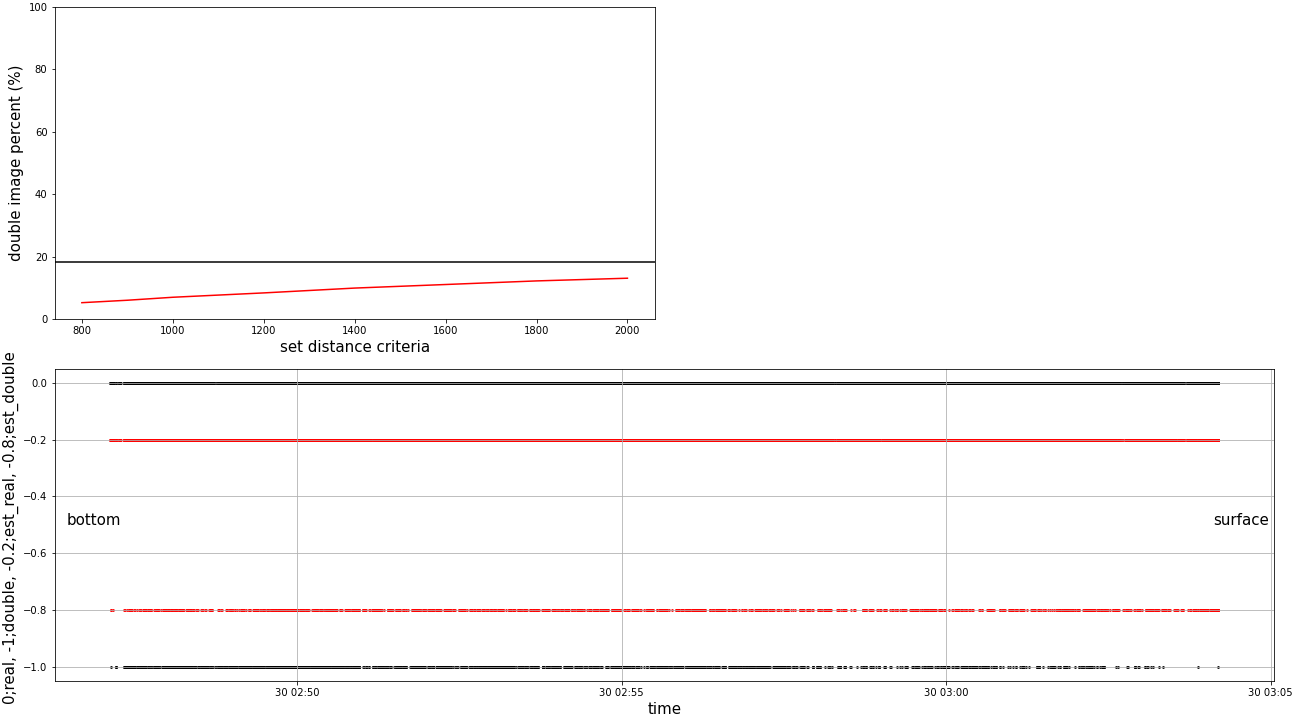 100
80
60
40
20
0
double image percent (%)
800 1000 1200 1400 1600 1800 2000
set distance criteria
0.0
−0.2
−0.4
−0.6
−0.8
−1.0
0;real, -1;double, -0.2;est_real, -0.8;est_double
bottom
surface
30 02:50 30 02:55 30 03:00 30 03:05
time